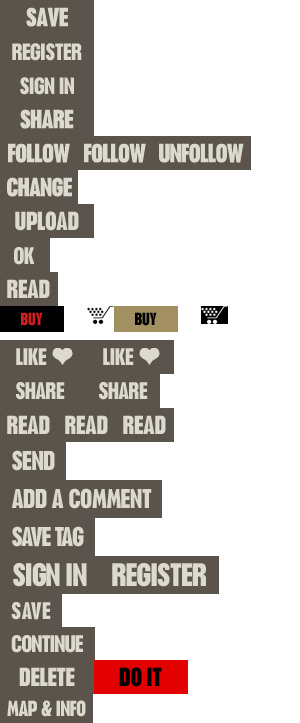 SAVE
REGISTER
SIGN IN
SHARE
FOLLOW FOLLOW UNFOLLOW
CHANGE
UPLOAD
OK
READ
BUY BUY
LIKE LIKE
SHARE SHARE
READ READ READ
SEND
ADD A COMMENT
SAVE TAG
SIGN IN REGISTER
SAVE
CONTINUE
DELETE DO IT
MAP & INFO